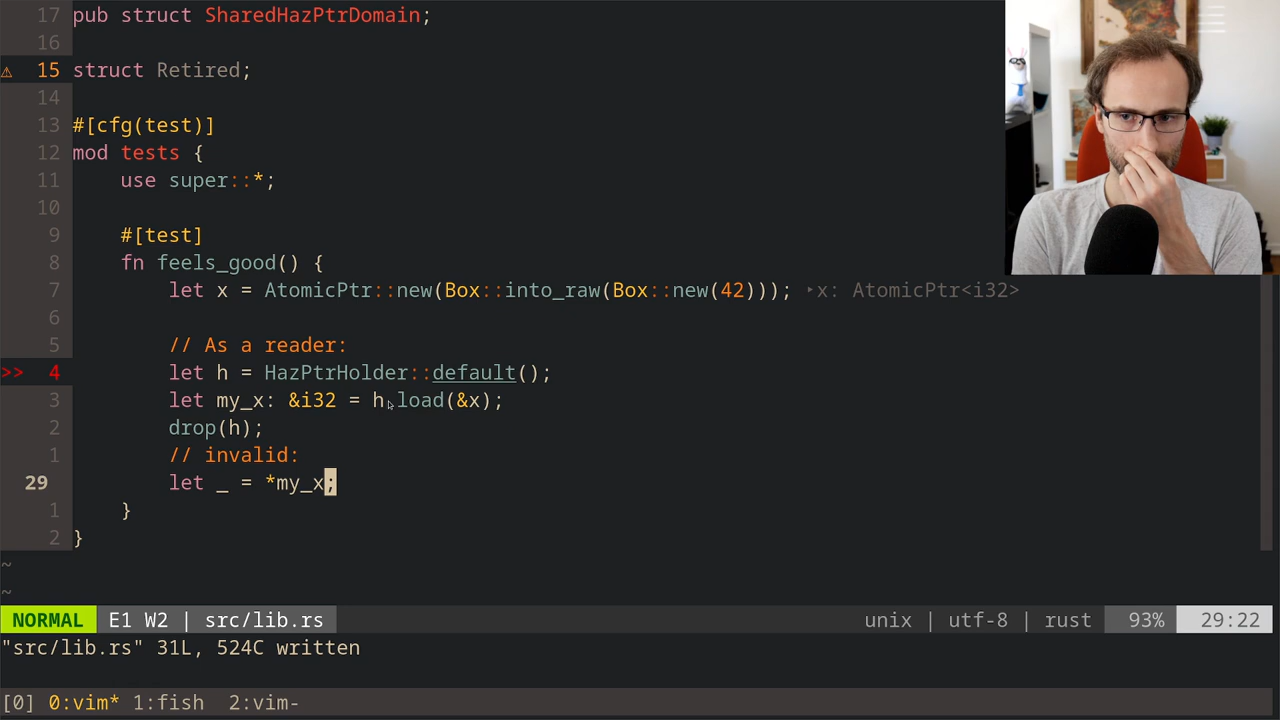 17 pub struct SharedHazPtrDomain;
16
⚠ 15 struct Retired;
14
13 #[cfg(test)]
12 mod tests {
11     use super::*;
10
9     #[test]
8     fn feels_good() {
7         let x = AtomicPtr::new(Box::into_raw(Box::new(42))); ‣x: AtomicPtr<i32>
6
5         // As a reader:
>> 4         let h = HazPtrHolder::default();
3         let my_x: &i32 = h.load(&x);
2         drop(h);
1         // invalid:
29         let _ = *my_x;
1     }
2 }
~
~
NORMAL E1 W2 | src/lib.rs unix | utf-8 | rust 93% 29:22
"src/lib.rs" 31L, 524C written
[0] 0:vim* 1:fish 2:vim-